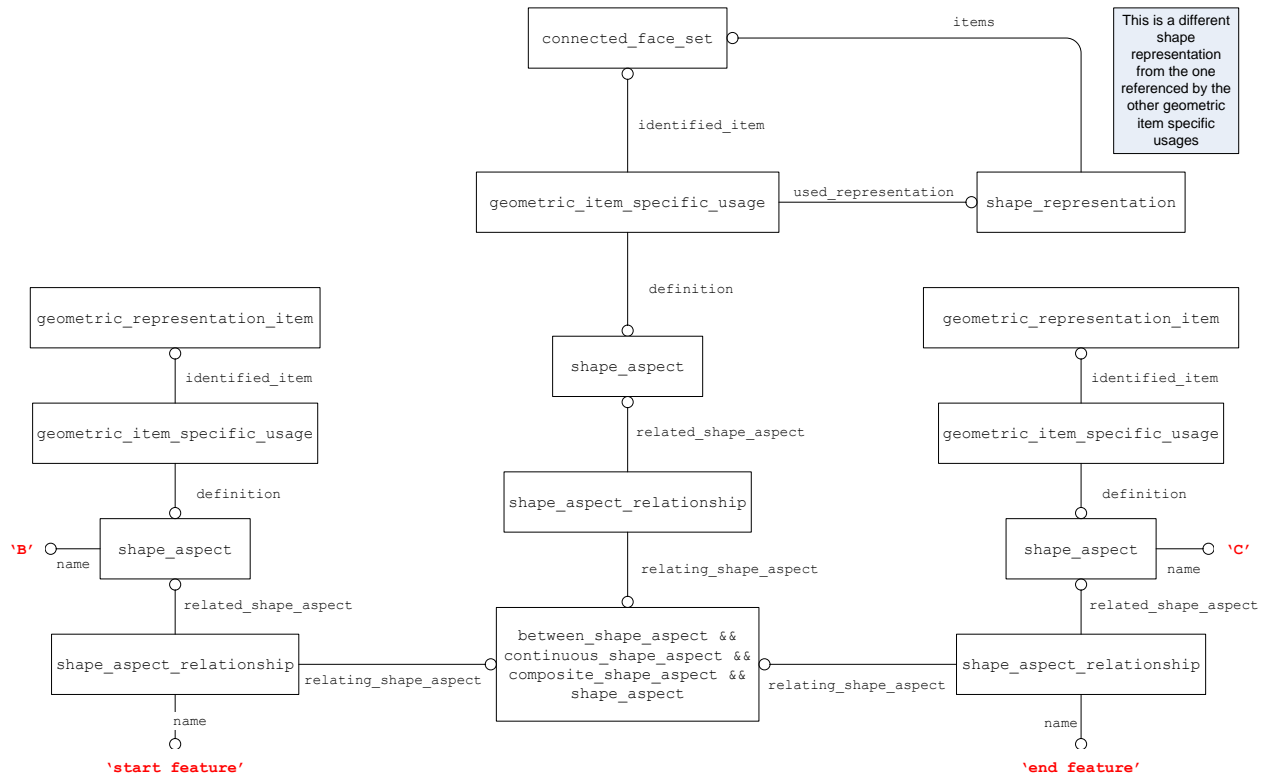 connected_face_set
items
This is a different
shape
representation
from the one
referenced by the
other geometric
item specific
usages
identified_item
geometric_item_specific_usage
used_representation
shape_representation
definition
geometric_representation_item
geometric_representation_item
shape_aspect
identified_item
identified_item
geometric_item_specific_usage
geometric_item_specific_usage
related_shape_aspect
definition
definition
shape_aspect_relationship
‘B’
name
shape_aspect
shape_aspect
name
‘C’
relating_shape_aspect
related_shape_aspect
related_shape_aspect
between_shape_aspect &&
continuous_shape_aspect &&
composite_shape_aspect &&
shape_aspect
shape_aspect_relationship
relating_shape_aspect
relating_shape_aspect
shape_aspect_relationship
name
name
‘start feature’
‘end feature’